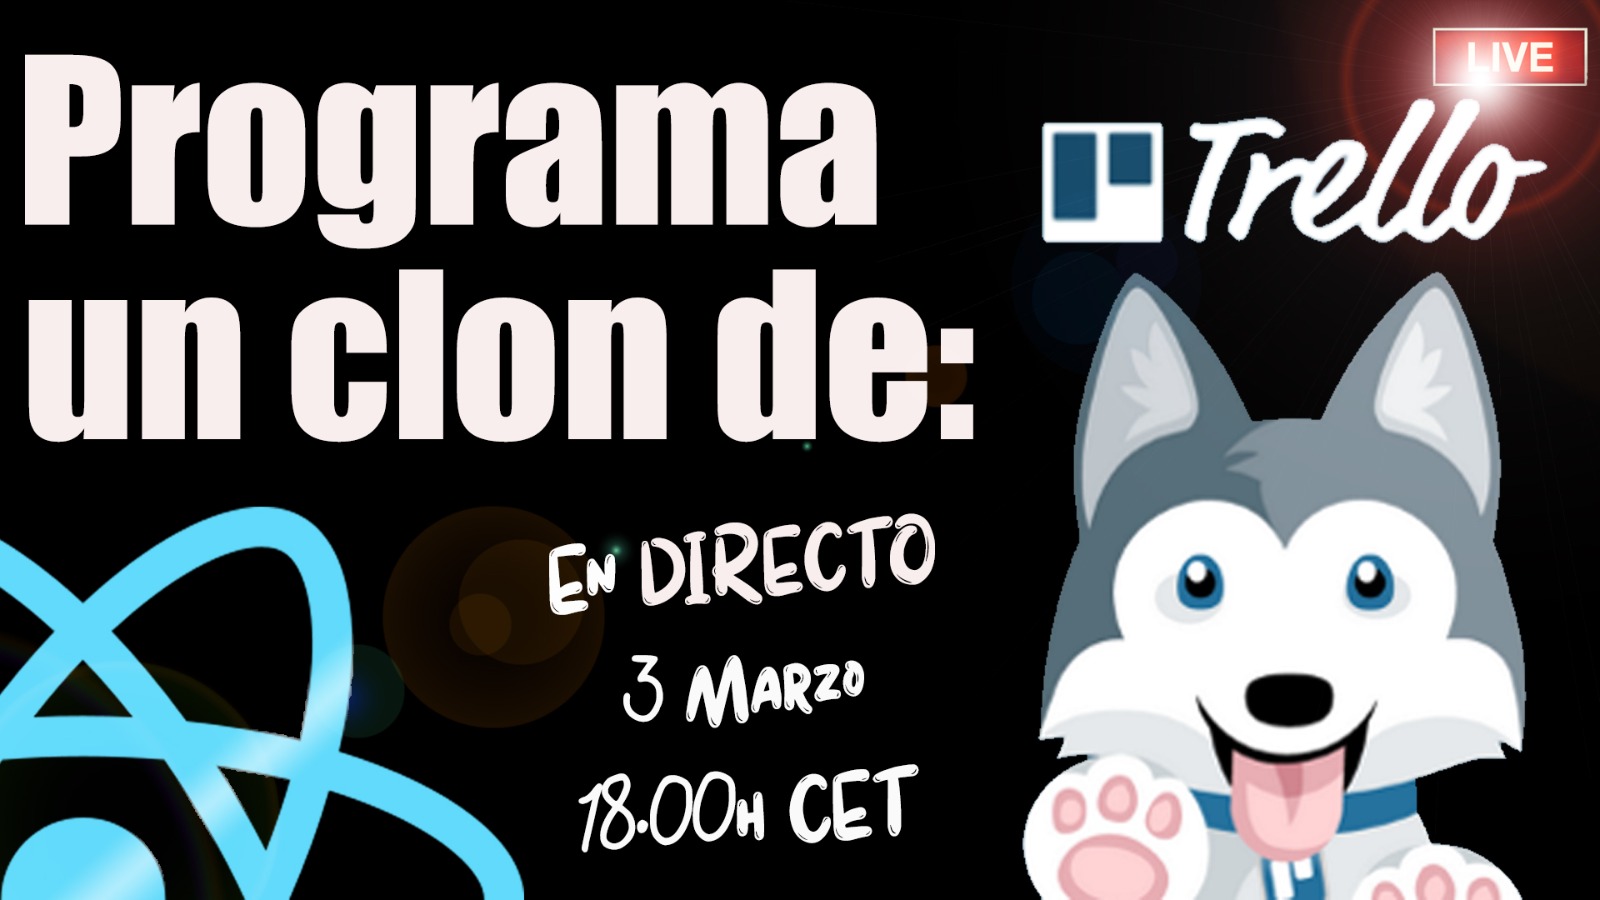 LIVE
Programa
un clon de:
Trello
En DIRECTO
3 MARZO
18.00H CET